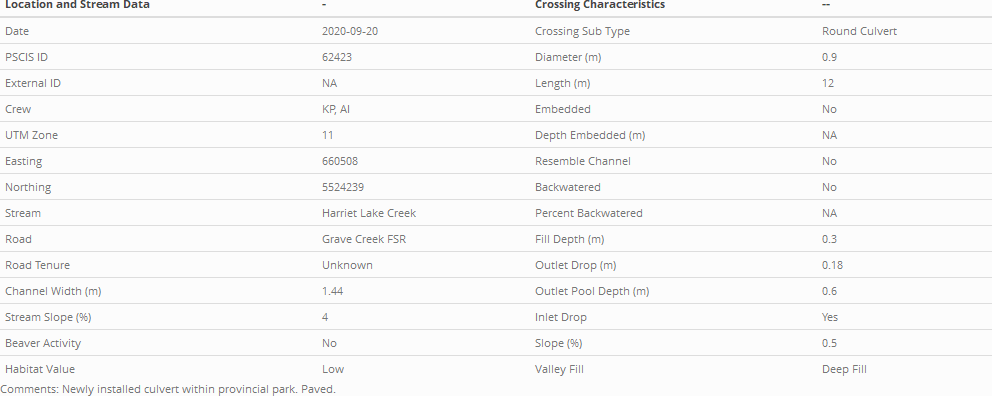 Location and Stream Data - Crossing Characteristics --
Date 2020-09-20 Crossing Sub Type Round Culvert
PSCIS ID 62423 Diameter (m) 0.9
External ID NA Length (m) 12
Crew KP, AI Embedded No
UTM Zone 11 Depth Embedded (m) NA
Easting 660508 Resemble Channel No
Northing 5524239 Backwatered No
Stream Harriet Lake Creek Percent Backwatered NA
Road Grave Creek FSR Fill Depth (m) 0.3
Road Tenure Unknown Outlet Drop (m) 0.18
Channel Width (m) 1.44 Outlet Pool Depth (m) 0.6
Stream Slope (%) 4 Inlet Drop Yes
Beaver Activity No Slope (%) 0.5
Habitat Value Low Valley Fill Deep Fill
Comments: Newly installed culvert within provincial park. Paved.